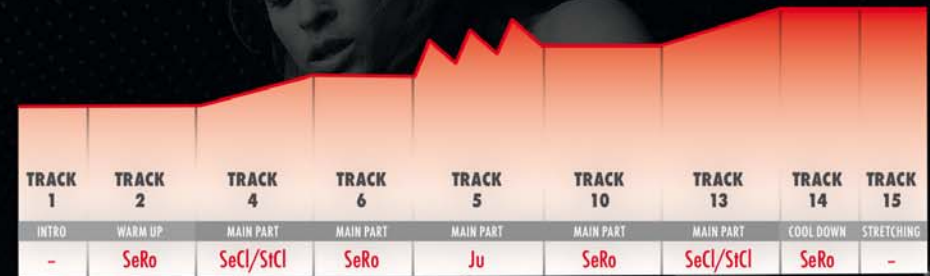 TRACK TRACK TRACK TRACK TRACK TRACK TRACK TRACK TRACK
1 2 4 6 5 10 13 14 15
INTRO WARM UP MAIN PART MAIN PART MAIN PART MAIN PART MAIN PART COOL DOWN STRETCHING
- SeRo SeCl/StCl SeRo Ju SeRo SeCl/StCl SeRo -